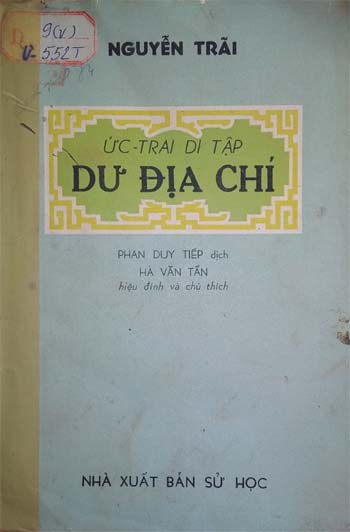 9(V)
V-552T
NGUYỄN TRÃI
ỨC-TRAI DI TẬP
DƯ ĐỊA CHÍ
PHAN DUY TIẾP dịch
HÀ VĂN TẤN
hiệu đính và chú thích
NHÀ XUẤT BẢN SỬ HỌC